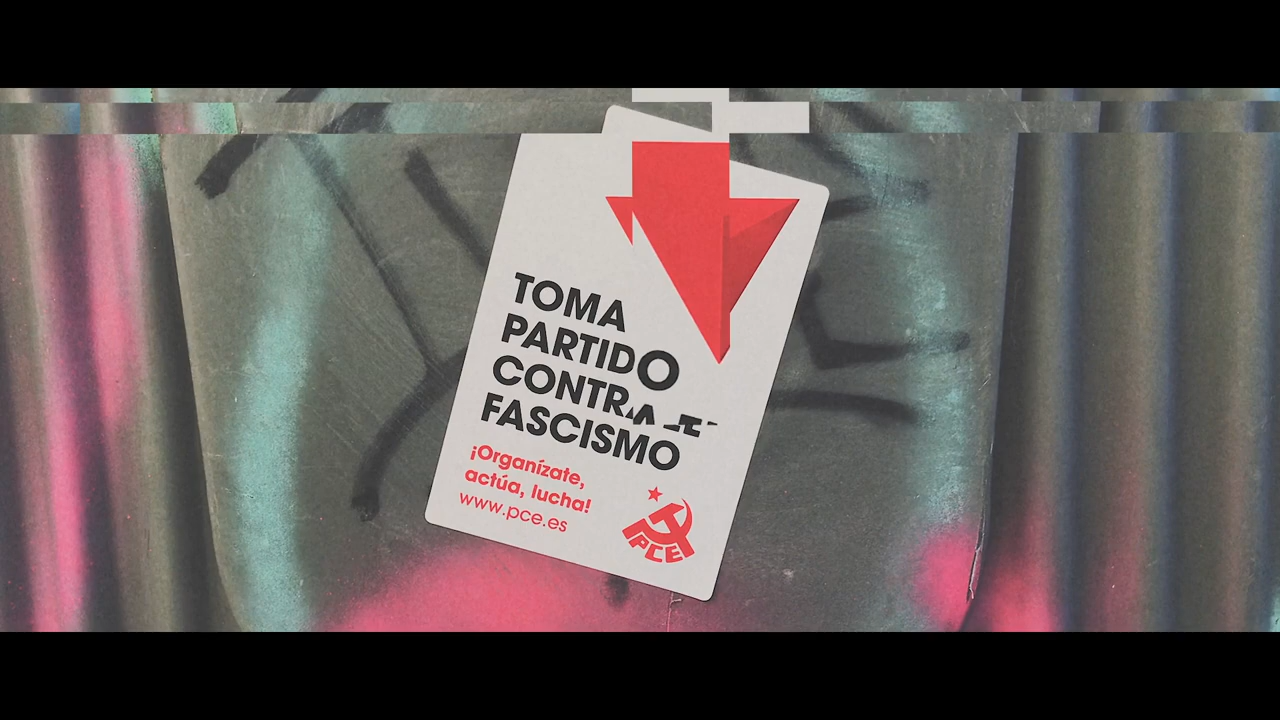 TOMA
PARTIDO
CONTRA
FASCISMO
¡Organízate,
actúa, lucha!
www.pce.es
PCE